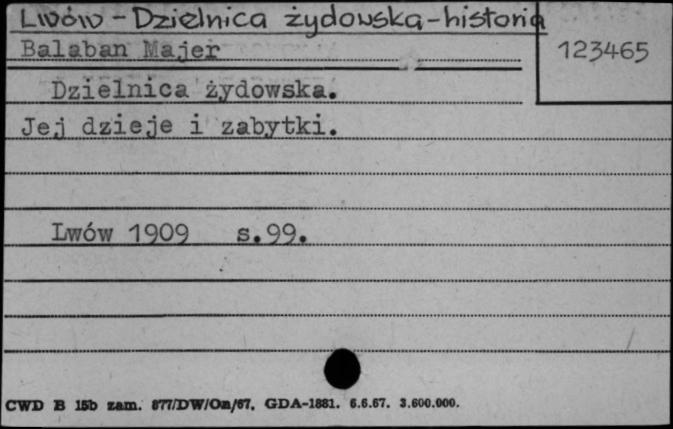 Lwów - Dzielnica żydowska - historia
Balaban Majer
123465
Dzielnica żydowska.
Jej dzieje i zabytki.
Lwów 1909 s.99.
CWD B 15b zam. 877/DW/Oa/67. GDA-1881. 6.6.67. 3.600.000.